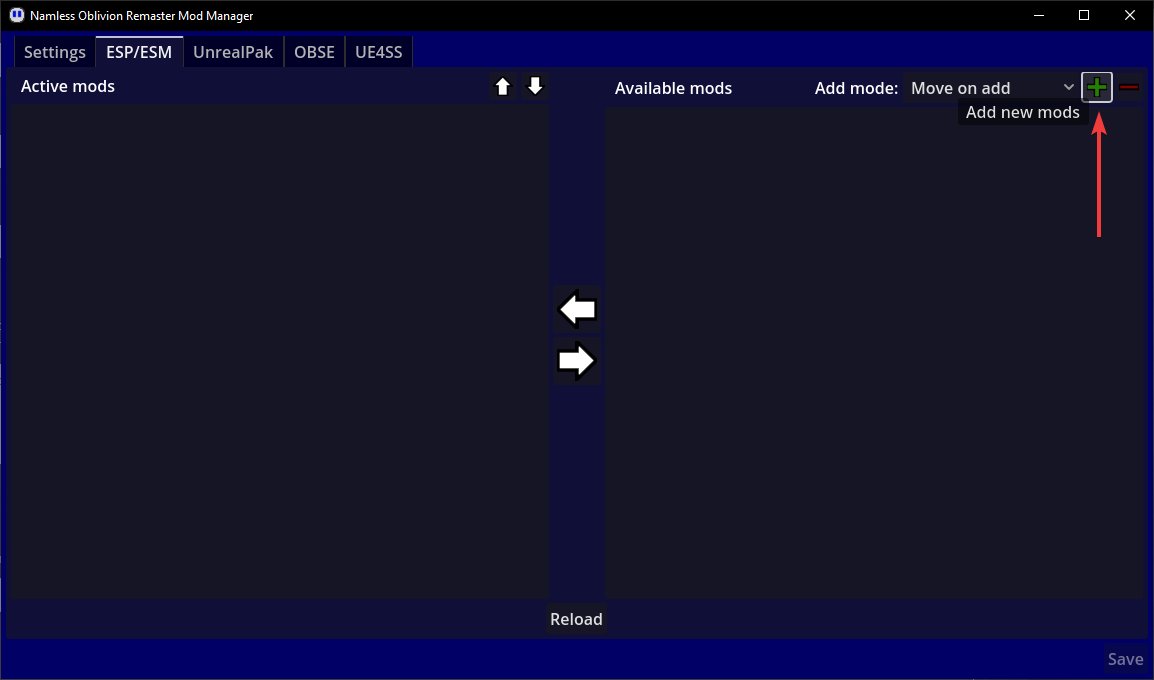 Namless Oblivion Remaster Mod Manager
Settings ESP/ESM UnrealPak OBSE UE4SS
Active mods
Available mods Add mode: Move on add
Add new mods
Reload
Save